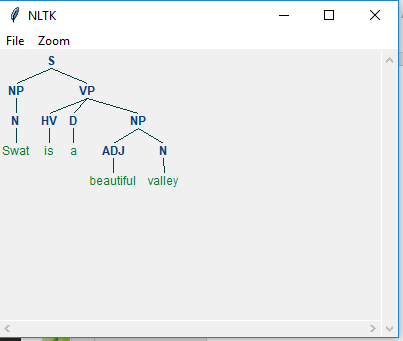 NLTK
File Zoom
S
NP VP
N HV D NP
Swat is a ADJ N
beautiful valley